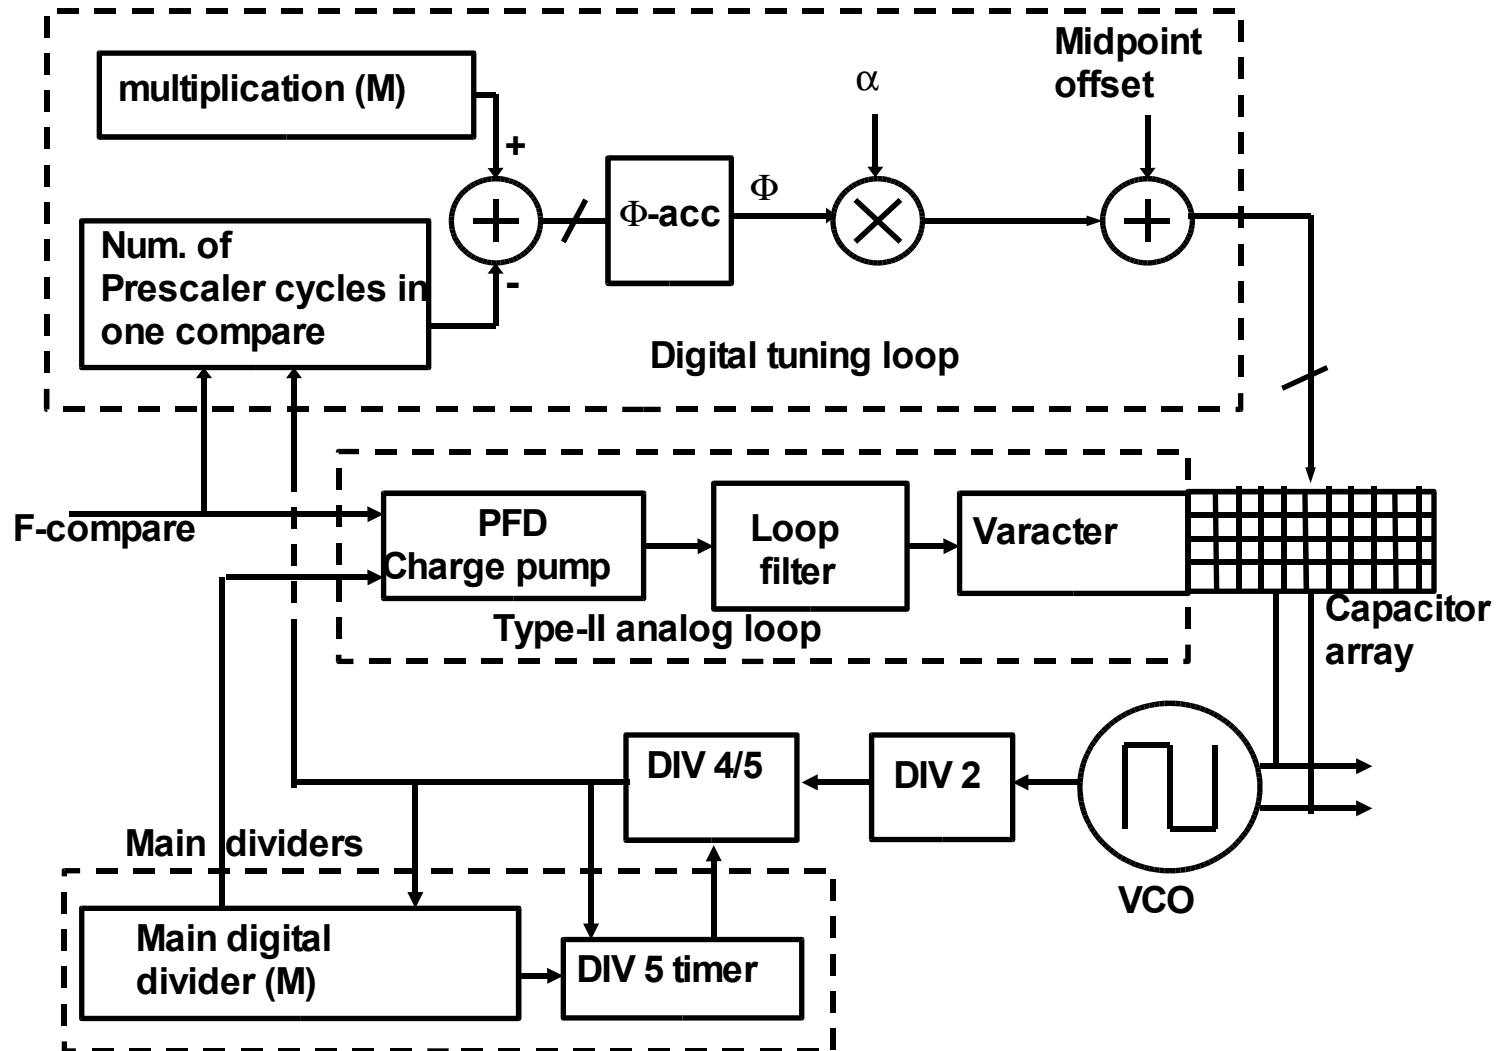 Midpoint
offset
multiplication (M)
α
+
Φ-acc
Φ
Num. of
Prescaler cycles in
one compare
-
Digital tuning loop
F-compare
PFD
Charge pump
Loop
filter
Varacter
Type-II analog loop
Capacitor
array
DIV 4/5
DIV 2
VCO
Main dividers
Main digital
divider (M)
DIV 5 timer